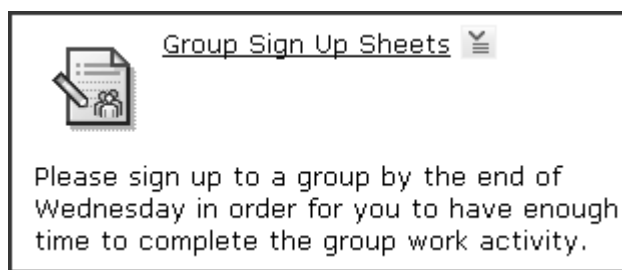 Group Sign Up Sheets
Please sign up to a group by the end of
Wednesday in order for you to have enough
time to complete the group work activity.